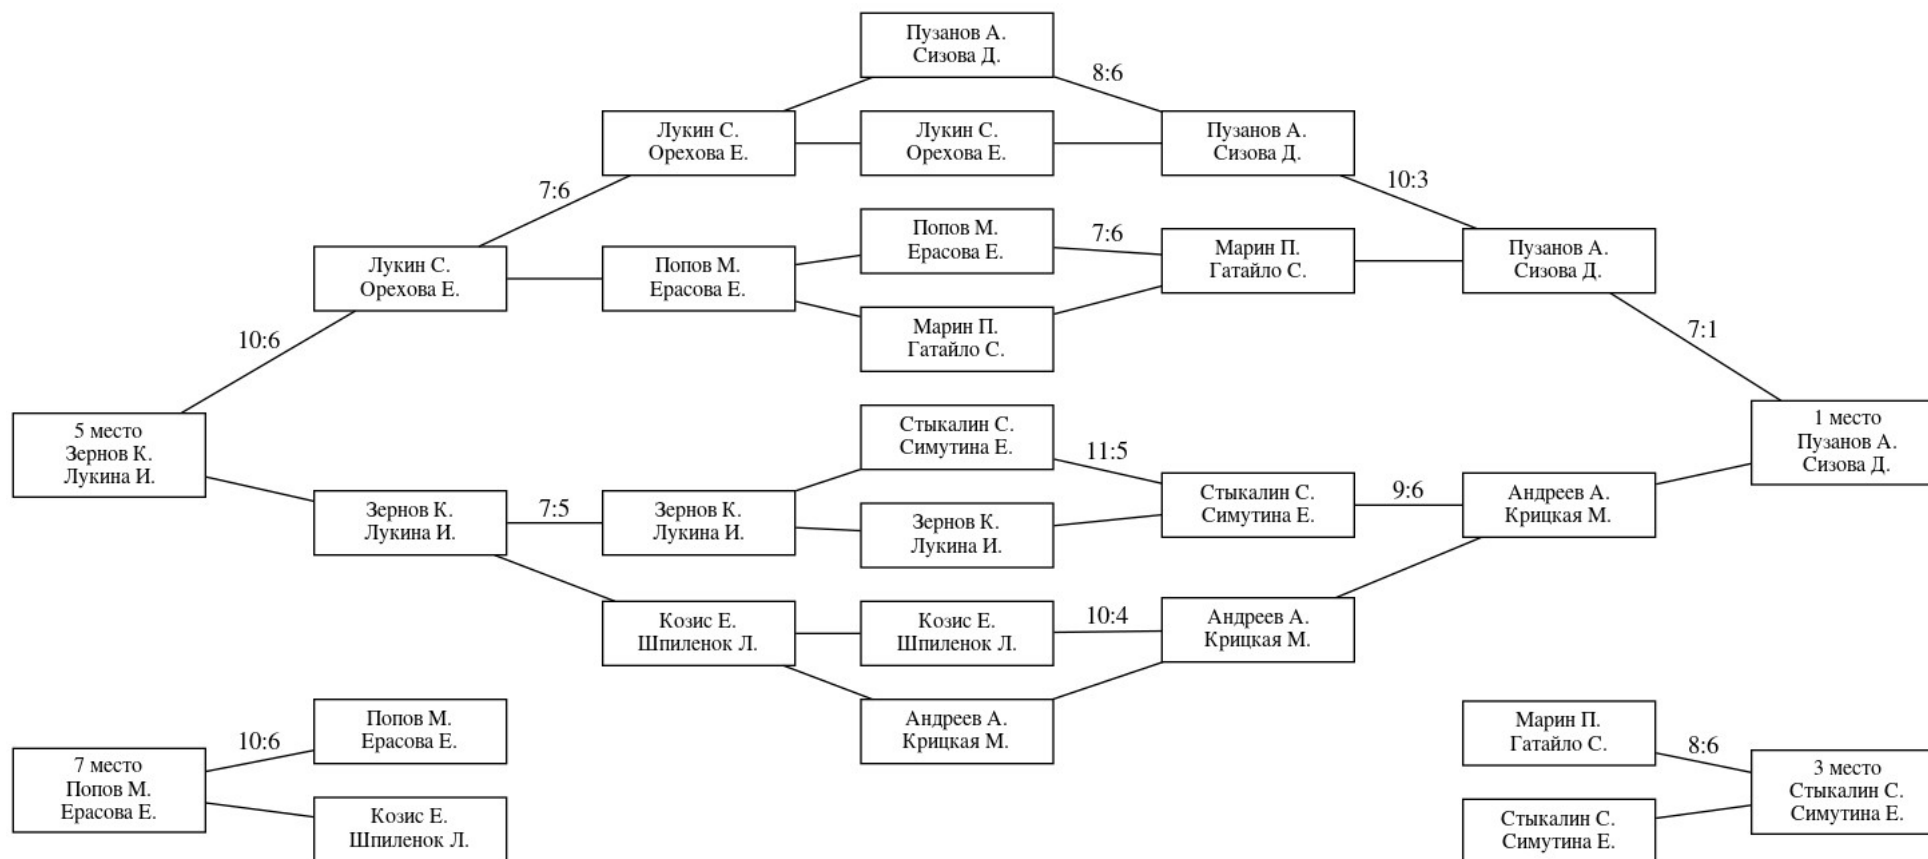 Пузанов А.
Сизова Д.
8:6
Лукин С.
Орехова Е.
Лукин С.
Орехова Е.
Пузанов А.
Сизова Д.
7:6
10:3
Попов М.
Ерасова Е.
7:6
Лукин С.
Орехова Е.
Попов М.
Ерасова Е.
Марин П.
Гатайло С.
Пузанов А.
Сизова Д.
10:6
Марин П.
Гатайло С.
7:1
5 место
Зернов К.
Лукина И.
Стыкалин С.
Симутина Е.
11:5
1 место
Пузанов А.
Сизова Д.
Зернов К.
Лукина И.
7:5
Зернов К.
Лукина И.
Зернов К.
Лукина И.
Стыкалин С.
Симутина Е.
9:6
Андреев А.
Крицкая М.
Козис Е.
Шпиленок Л.
Козис Е.
Шпиленок Л.
10:4
Андреев А.
Крицкая М.
Андреев А.
Крицкая М.
7 место
Попов М.
Ерасова Е.
10:6
Попов М.
Ерасова Е.
Козис Е.
Шпиленок Л.
Марин П.
Гатайло С.
8:6
Стыкалин С.
Симутина Е.
3 место
Стыкалин С.
Симутина Е.